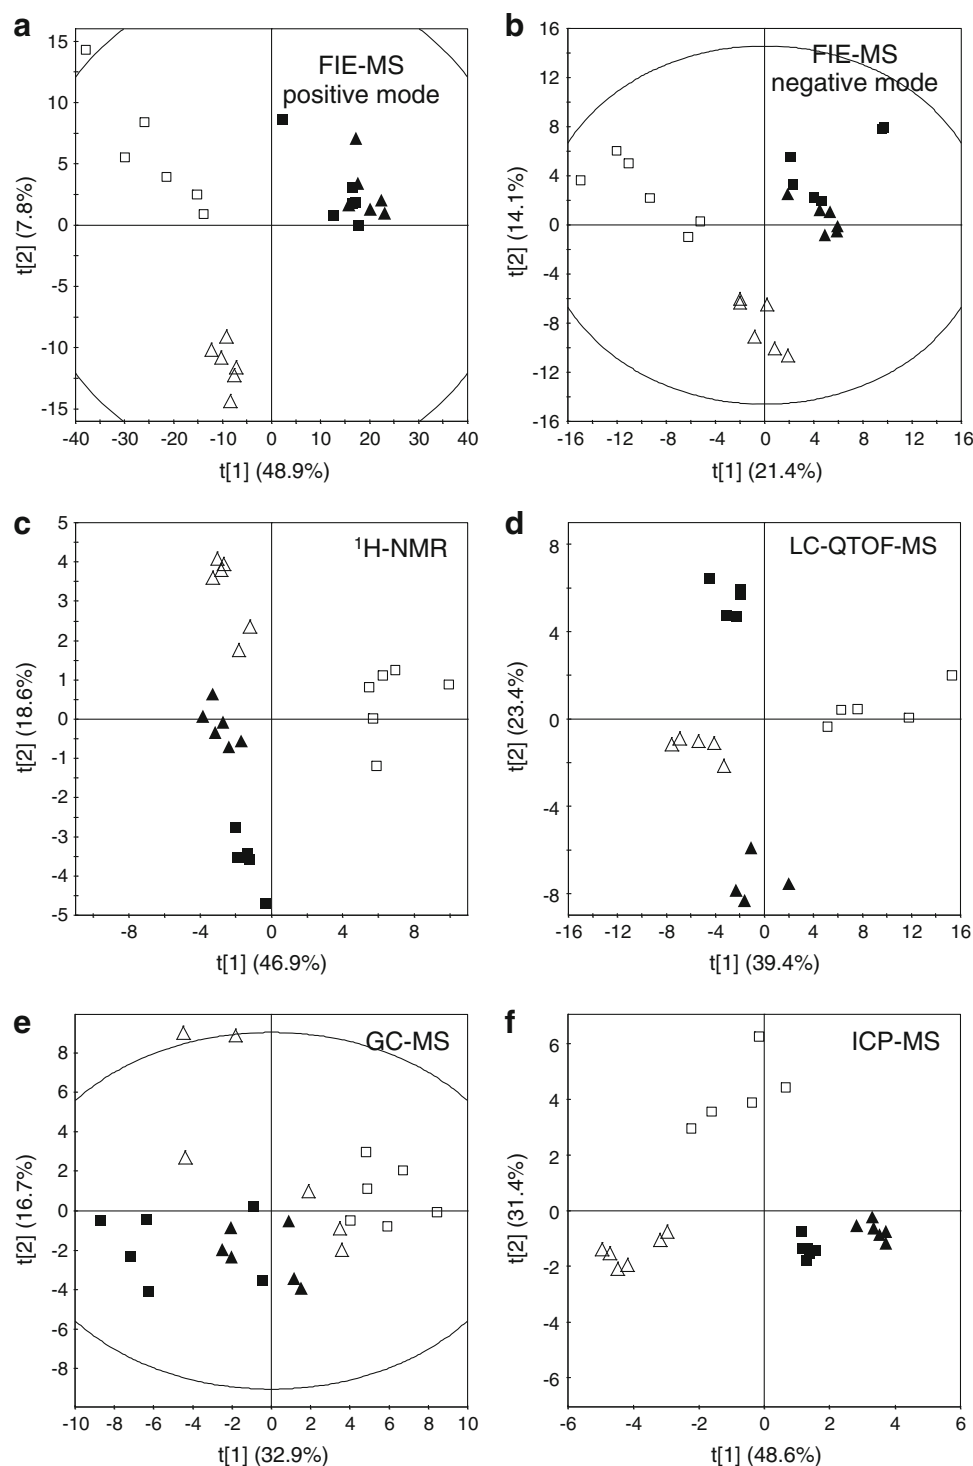 a
FIE-MS
positive mode
15
10
5
0
-5
-10
-15
t[2] (7.8%)
-40 -30 -20 -10 0 10 20 30 40
t[1] (48.9%)
b
FIE-MS
negative mode
16
12
8
4
0
-4
-8
-12
-16
t[2] (14.1%)
-16 -12 -8 -4 0 4 8 12 16
t[1] (21.4%)
c
¹H-NMR
5
4
3
2
1
0
-1
-2
-3
-4
-5
t[2] (18.6%)
-8 -4 0 4 8
t[1] (46.9%)
d
LC-QTOF-MS
8
4
0
-4
-8
t[2] (23.4%)
-16 -12 -8 -4 0 4 8 12 16
t[1] (39.4%)
e
GC-MS
8
6
4
2
0
-2
-4
-6
-8
t[2] (16.7%)
-10 -8 -6 -4 -2 0 2 4 6 8 10
t[1] (32.9%)
f
ICP-MS
6
4
2
0
-2
-4
-6
t[2] (31.4%)
-6 -4 -2 0 2 4 6
t[1] (48.6%)